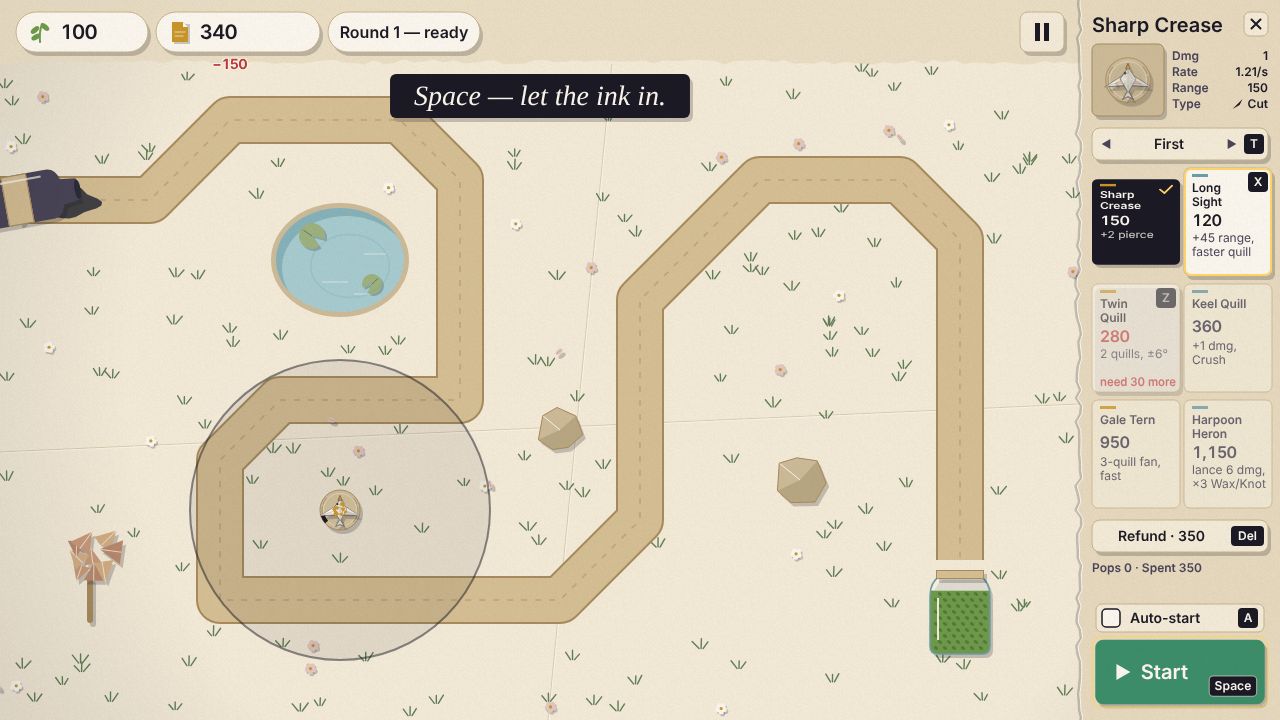 100
340
Round 1 — ready
−150
Space — let the ink in.
Sharp Crease
Dmg 1
Rate 1.21/s
Range 150
Type Cut
First T
Sharp
Crease
150
+2 pierce
X
Long
Sight
120
+45 range,
faster quill
Z
Twin
Quill
280
2 quills, ±6°
need 30 more
Keel Quill
360
+1 dmg,
Crush
Gale Tern
950
3-quill fan,
fast
Harpoon
Heron
1,150
lance 6 dmg,
×3 Wax/Knot
Refund · 350 Del
Pops 0 · Spent 350
Auto-start A
Start
Space